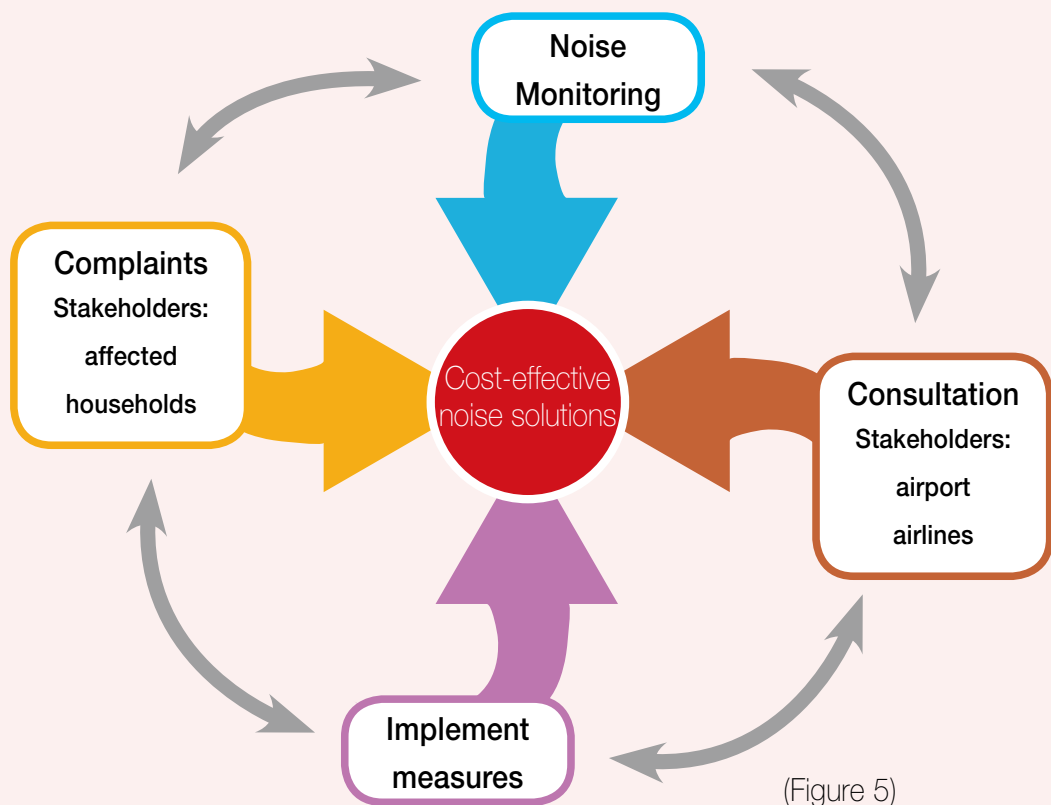 Noise
Monitoring
Complaints
Stakeholders:
affected
households
Cost-effective
noise solutions
Consultation
Stakeholders:
airport
airlines
Implement
measures
(Figure 5)